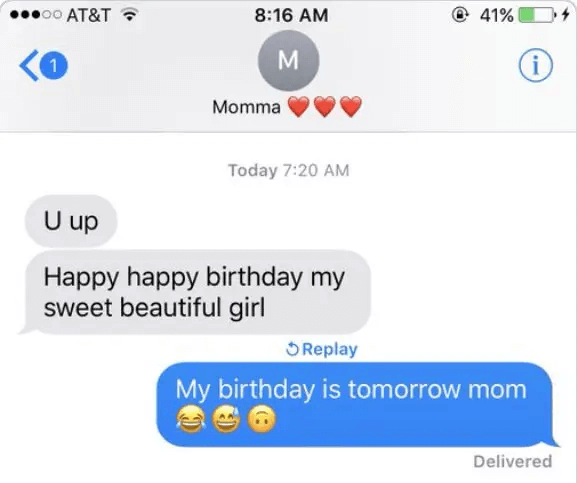 AT&T 8:16 AM 41%
1
M
i
Momma ❤️❤️❤️
Today 7:20 AM
U up
Happy happy birthday my
sweet beautiful girl
Replay
My birthday is tomorrow mom
😂😅🙃
Delivered